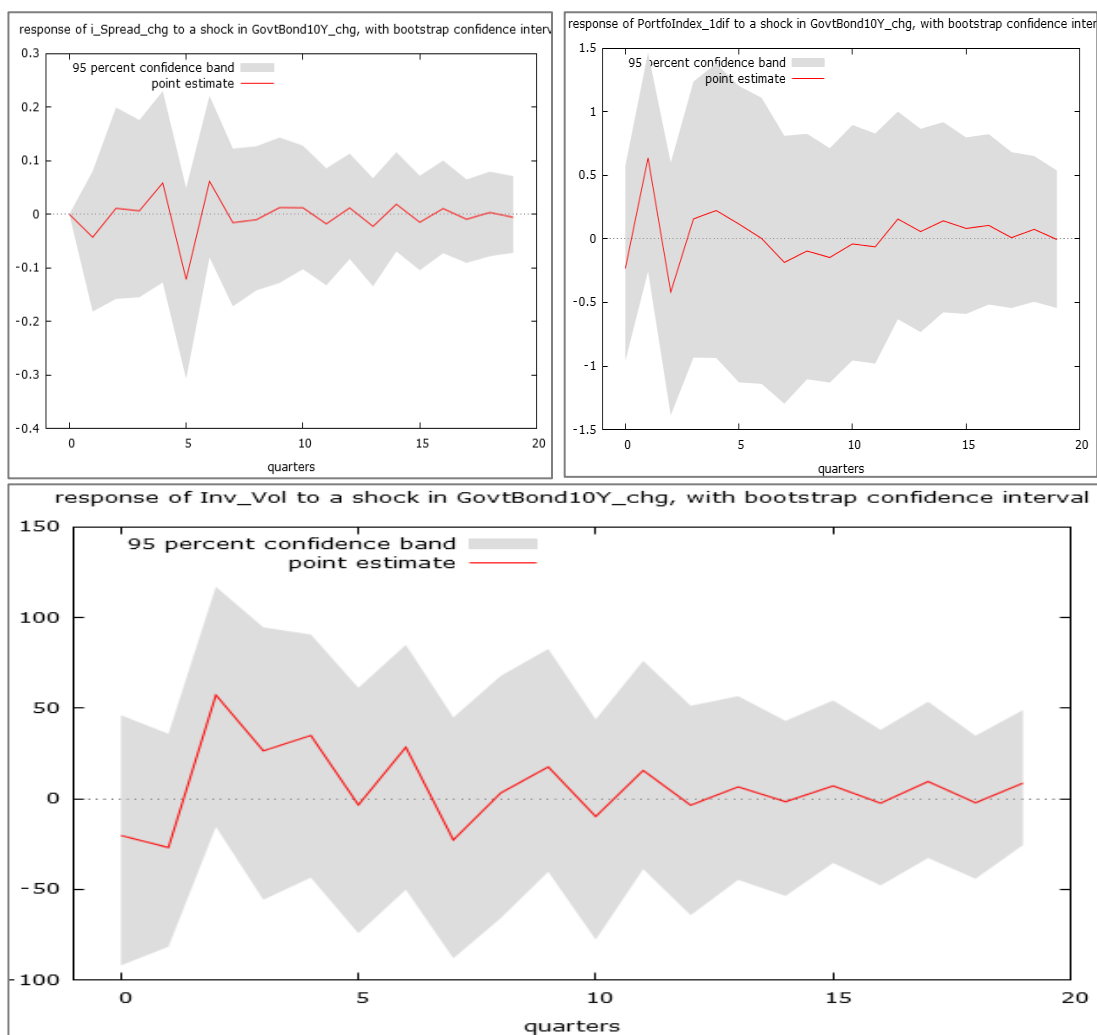 response of i_Spread_chg to a shock in GovtBond10Y_chg, with bootstrap confidence interv
95 percent confidence band
point estimate
0.3
0.2
0.1
0
-0.1
-0.2
-0.3
-0.4
0 5 10 15 20
quarters
response of PortfoIndex_1dif to a shock in GovtBond10Y_chg, with bootstrap confidence inter
95 percent confidence band
point estimate
1.5
1
0.5
0
-0.5
-1
-1.5
0 5 10 15 20
quarters
response of Inv_Vol to a shock in GovtBond10Y_chg, with bootstrap confidence interval
95 percent confidence band
point estimate
150
100
50
0
-50
-100
0 5 10 15 20
quarters